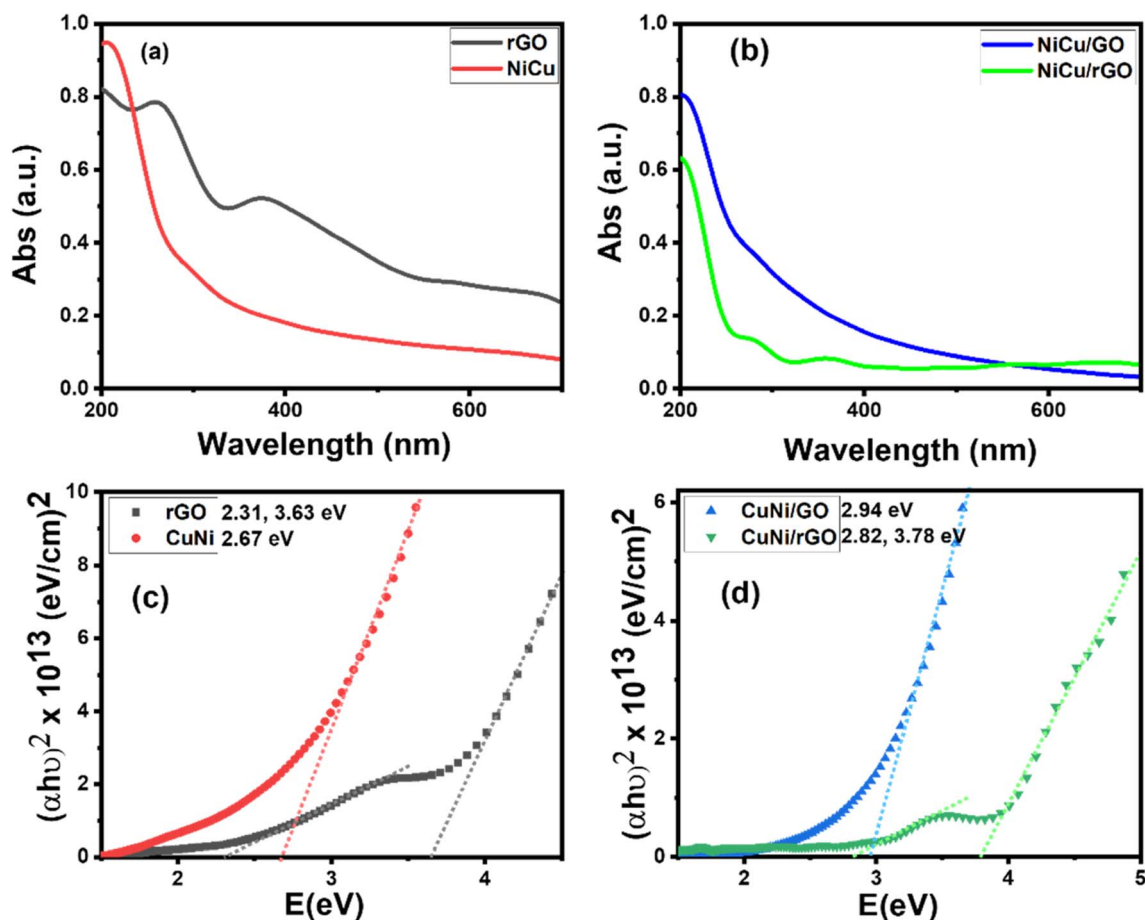 (a)
rGO
NiCu
1.0
0.8
0.6
0.4
0.2
0.0
200
400
600
Abs (a.u.)
Wavelength (nm)
(b)
NiCu/GO
NiCu/rGO
1.0
0.8
0.6
0.4
0.2
0.0
200
400
600
Abs (a.u.)
Wavelength (nm)
(c)
rGO 2.31, 3.63 eV
CuNi 2.67 eV
10
8
6
4
2
0
2
3
4
(αhυ)² x 10¹³ (eV/cm)²
E(eV)
(d)
CuNi/GO 2.94 eV
CuNi/rGO 2.82, 3.78 eV
6
4
2
0
2
3
4
5
(αhυ)² x 10¹³ (eV/cm)²
E(eV)